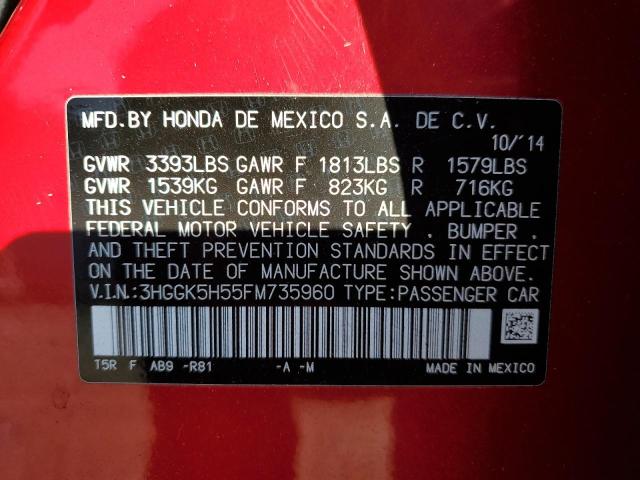 MFD.BY HONDA DE MEXICO S.A. DE C.V.
10/'14
GVWR 3393LBS GAWR F 1813LBS R 1579LBS
GVWR 1539KG GAWR F 823KG R 716KG
THIS VEHICLE CONFORMS TO ALL APPLICABLE
FEDERAL MOTOR VEHICLE SAFETY , BUMPER ,
AND THEFT PREVENTION STANDARDS IN EFFECT
ON THE DATE OF MANUFACTURE SHOWN ABOVE.
V.I.N.:3HGGK5H55FM735960 TYPE:PASSENGER CAR
T5R F AB9 -R81 -A -M MADE IN MEXICO